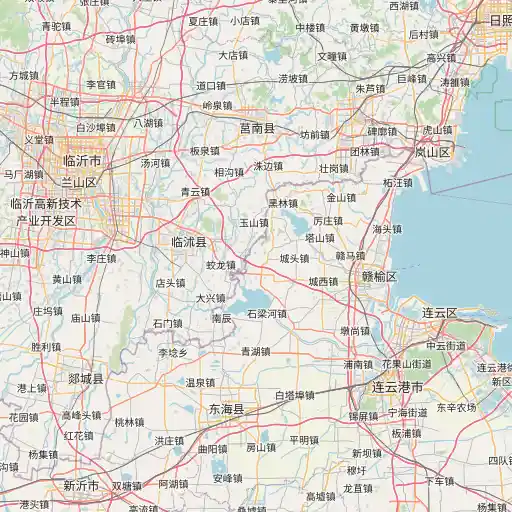 夏庄镇
小店镇
西湖镇
青驼镇
砖埠镇
中楼镇
黄墩镇
后村镇
日照
大店镇
文疃镇
高兴镇
方城镇
李官镇
道口镇
涝坡镇
朱芦镇
巨峰镇
涛雒镇
半程镇
岭泉镇
白沙埠镇
八湖镇
莒南县
坊前镇
碑廓镇
虎山镇
义堂镇
临沂市
汤河镇
板泉镇
洙边镇
团林镇
岚山区
马厂湖镇
兰山区
相沟镇
壮岗镇
柘汪镇
青云镇
临沂高新技术
产业开发区
黑林镇
金山镇
玉山镇
厉庄镇
海头镇
临沭县
塔山镇
李庄镇
蛟龙镇
城头镇
赣马镇
黄山镇
店头镇
城西镇
赣榆区
大兴镇
庄坞镇
庙山镇
石门镇
南辰
石梁河镇
连云区
墩尚镇
胜利镇
李埝乡
青湖镇
中云街道
浦南镇
花果山街道
郯城县
温泉镇
连云港市
港上镇
白塔埠镇
东海县
花园镇
高峰头镇
桃林镇
锦屏镇
宁海街道
东辛农场
红花镇
洪庄镇
平明镇
板浦镇
杨集镇
曲阳镇
房山镇
新坝镇
四队镇
安峰镇
穆圩
新沂市
双塘镇
阿湖镇
龙苴镇
下车镇
港头镇
高墟镇
杨集镇